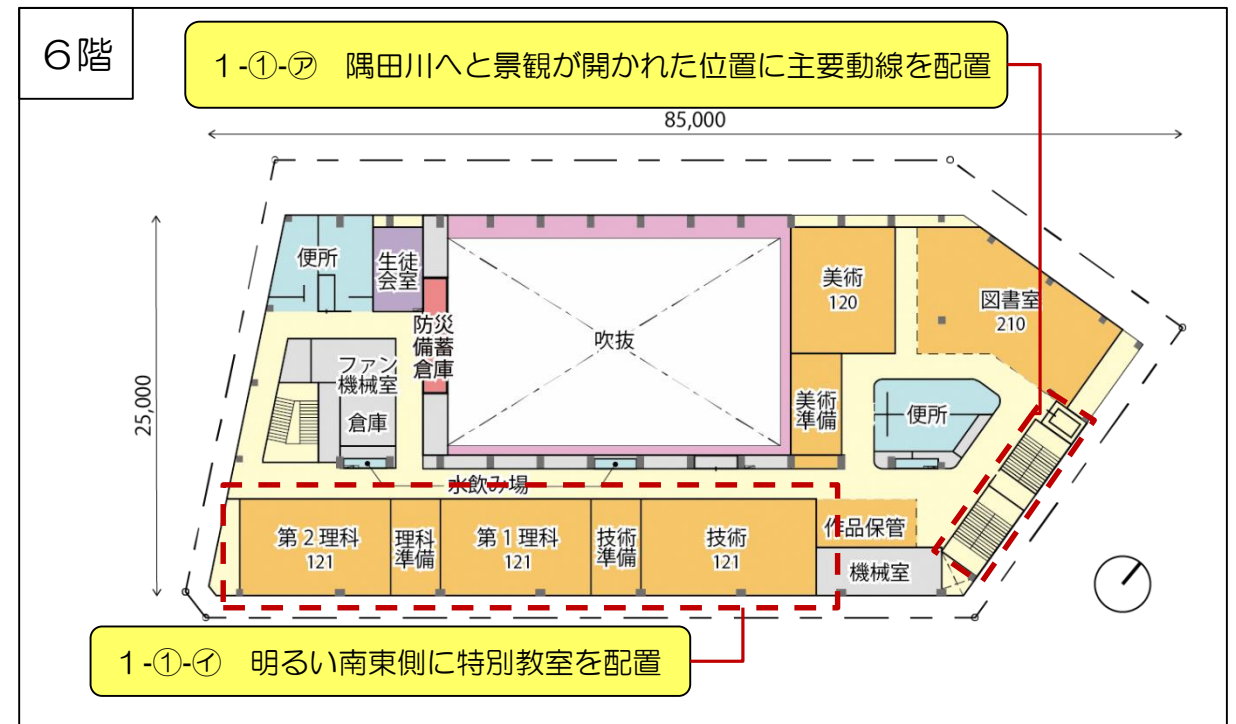 6階
1-①-㋐ 隅田川へと景観が開かれた位置に主要動線を配置
85,000
25,000
便所
生徒
会室
防災
備蓄
倉庫
ファン
機械室
倉庫
吹抜
美術
120
図書室
210
美術
準備
便所
水飲み場
第2理科
121
理科
準備
第1理科
121
技術
準備
技術
121
作品保管
機械室
1-①-㋑ 明るい南東側に特別教室を配置